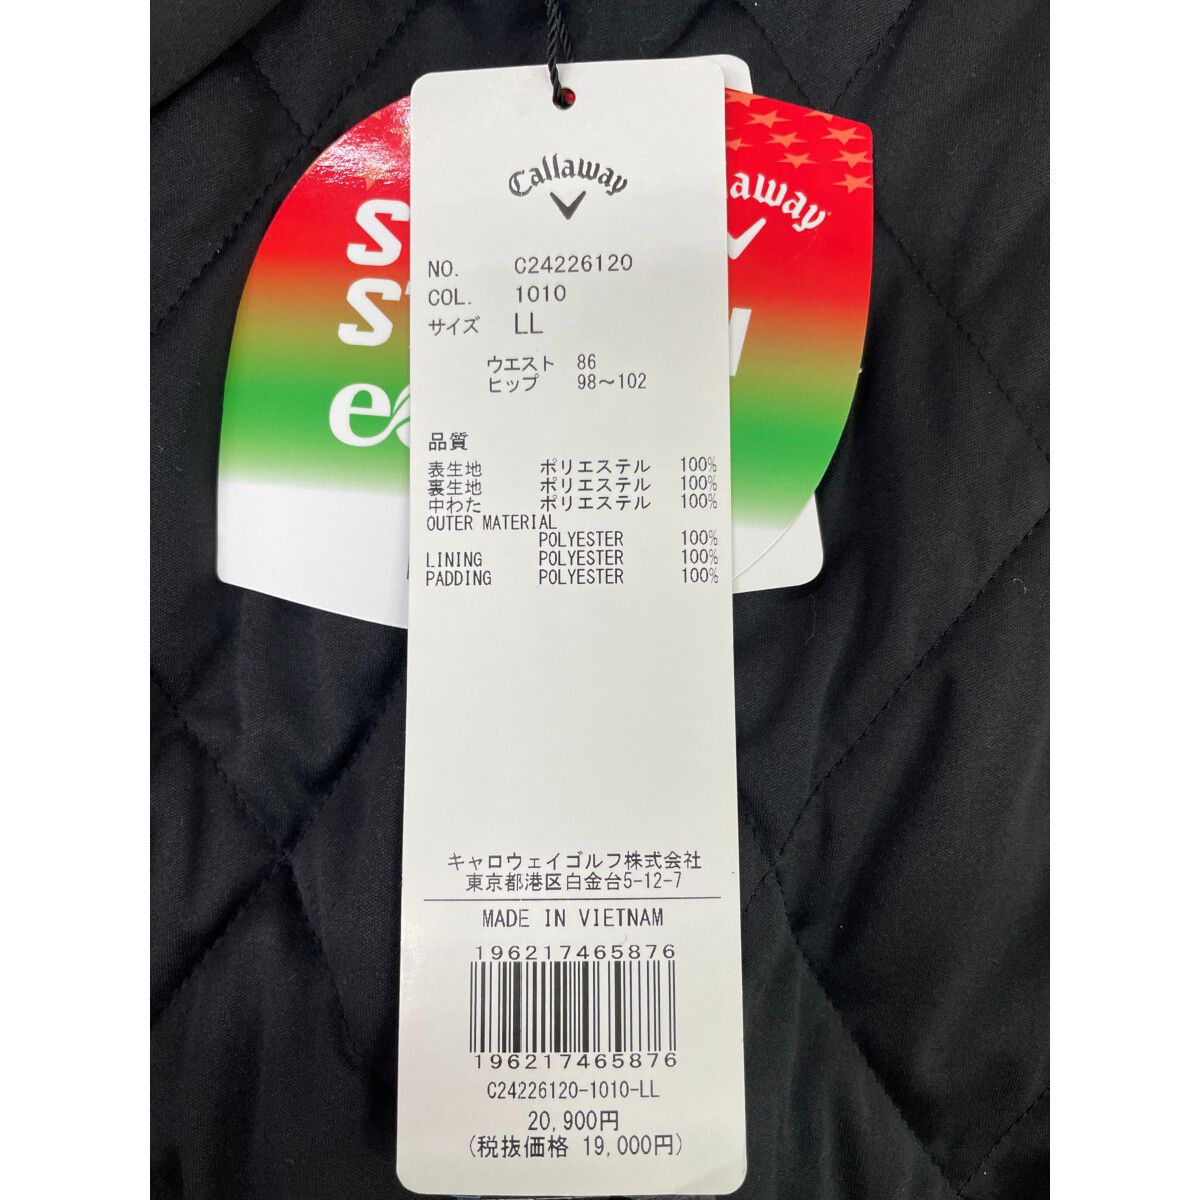 Callaway
NO. C24226120
COL. 1010
サイズ LL
ウエスト 86
ヒップ 98～102
品質
表生地 ポリエステル 100%
裏生地 ポリエステル 100%
中わた ポリエステル 100%
OUTER MATERIAL
POLYESTER 100%
LINING POLYESTER 100%
PADDING POLYESTER 100%
キャロウェイゴルフ株式会社
東京都港区白金台5-12-7
MADE IN VIETNAM
196217465876
196217465876
C24226120-1010-LL
20,900円
(税抜価格 19,000円)
away